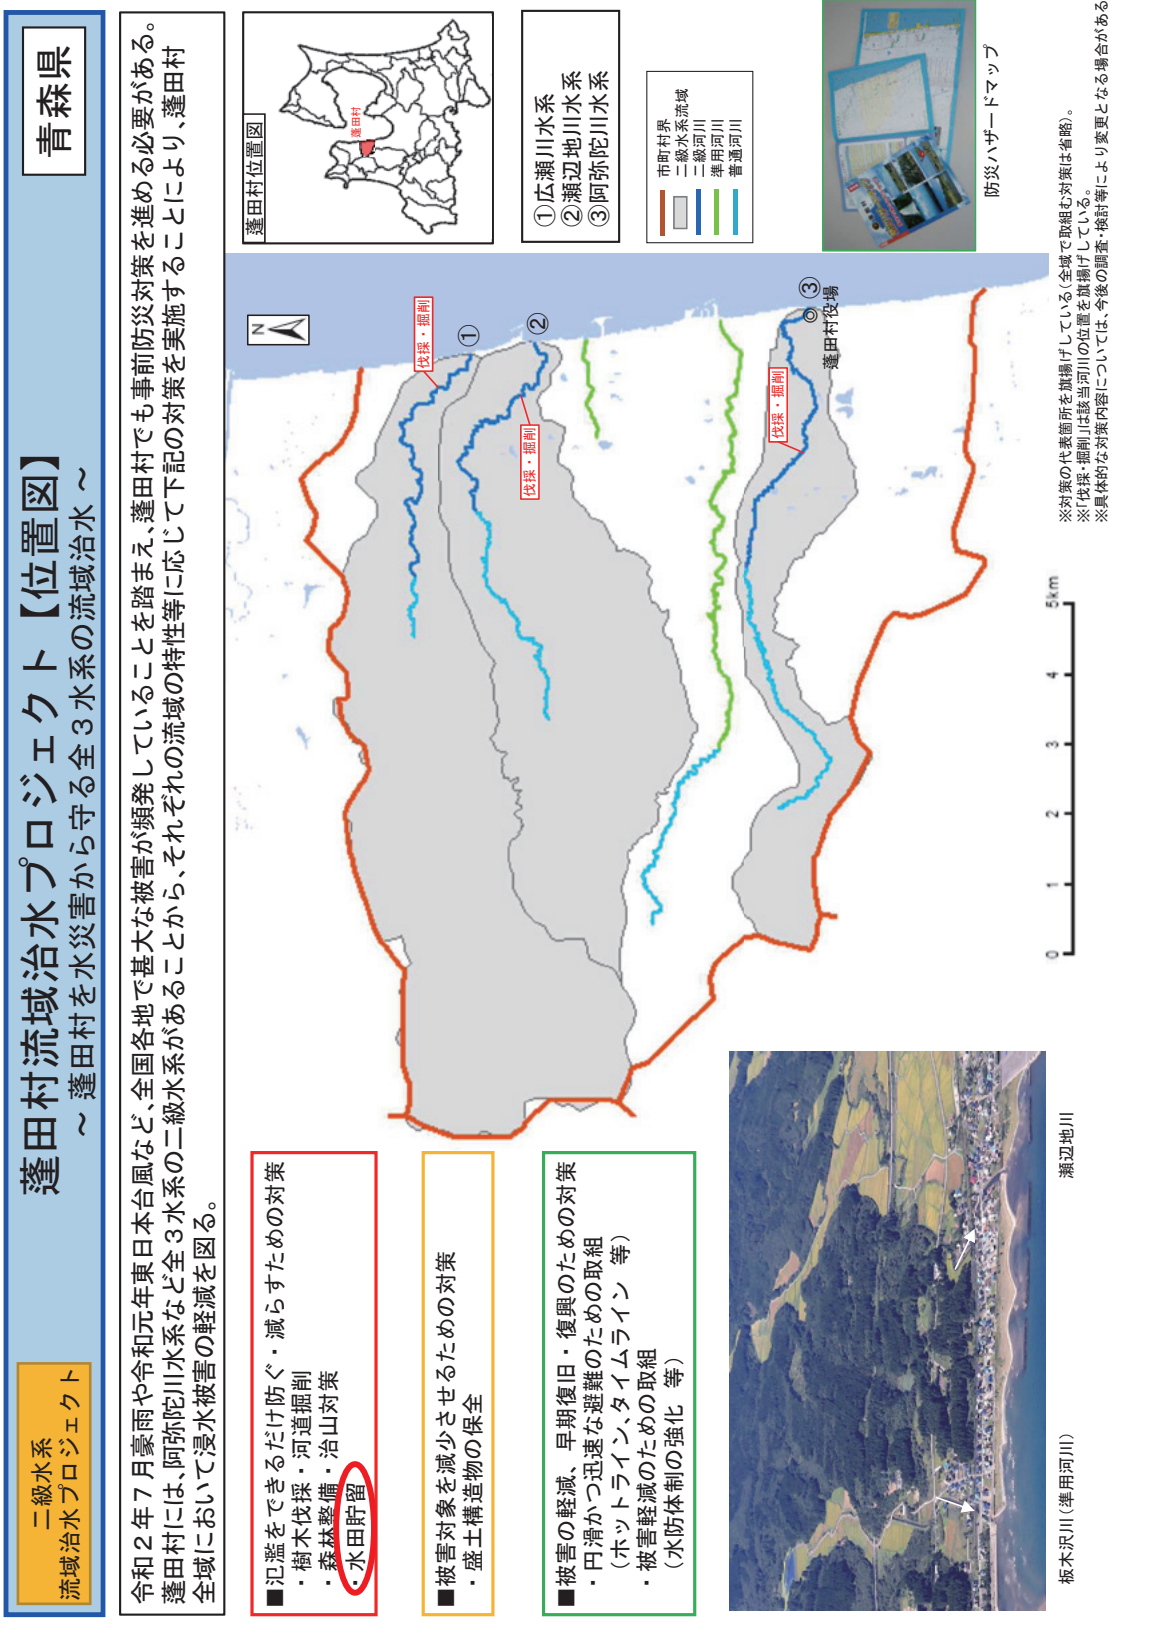 二級水系
流域治水プロジェクト
蓬田村流域治水プロジェクト【位置図】
～ 蓬田村を水災害から守る全３水系の流域治水 ～
青森県
令和２年７月豪雨や令和元年東日本台風など、全国各地で甚大な被害が頻発していることを踏まえ、蓬田村でも事前防災対策を進める必要がある。
蓬田村には、阿弥陀川水系など全３水系の二級水系があることから、それぞれの流域の特性等に応じて下記の対策を実施することにより、蓬田村
全域において浸水被害の軽減を図る。
■氾濫をできるだけ防ぐ・減らすための対策
・樹木伐採・河道掘削
・森林整備・治山対策
・水田貯留
■被害対象を減少させるための対策
・盛土構造物の保全
■被害の軽減、早期復旧・復興のための対策
・円滑かつ迅速な避難のための取組
（ホットライン、タイムライン 等）
・被害軽減のための取組
（水防体制の強化 等）
N
伐採・掘削
①
伐採・掘削
②
伐採・掘削
③
蓬田村役場
蓬田村位置図
蓬田村
①広瀬川水系
②瀬辺地川水系
③阿弥陀川水系
市町村界
二級水系流域
二級河川
準用河川
普通河川
防災ハザードマップ
0 1 2 3 4 5km
板木沢川（準用河川）
瀬辺地川
※対策の代表箇所を旗揚げしている（全域で取組む対策は省略）。
※「伐採・掘削」は該当河川の位置を旗揚げしている。
※具体的な対策内容については、今後の調査・検討等により変更となる場合がある